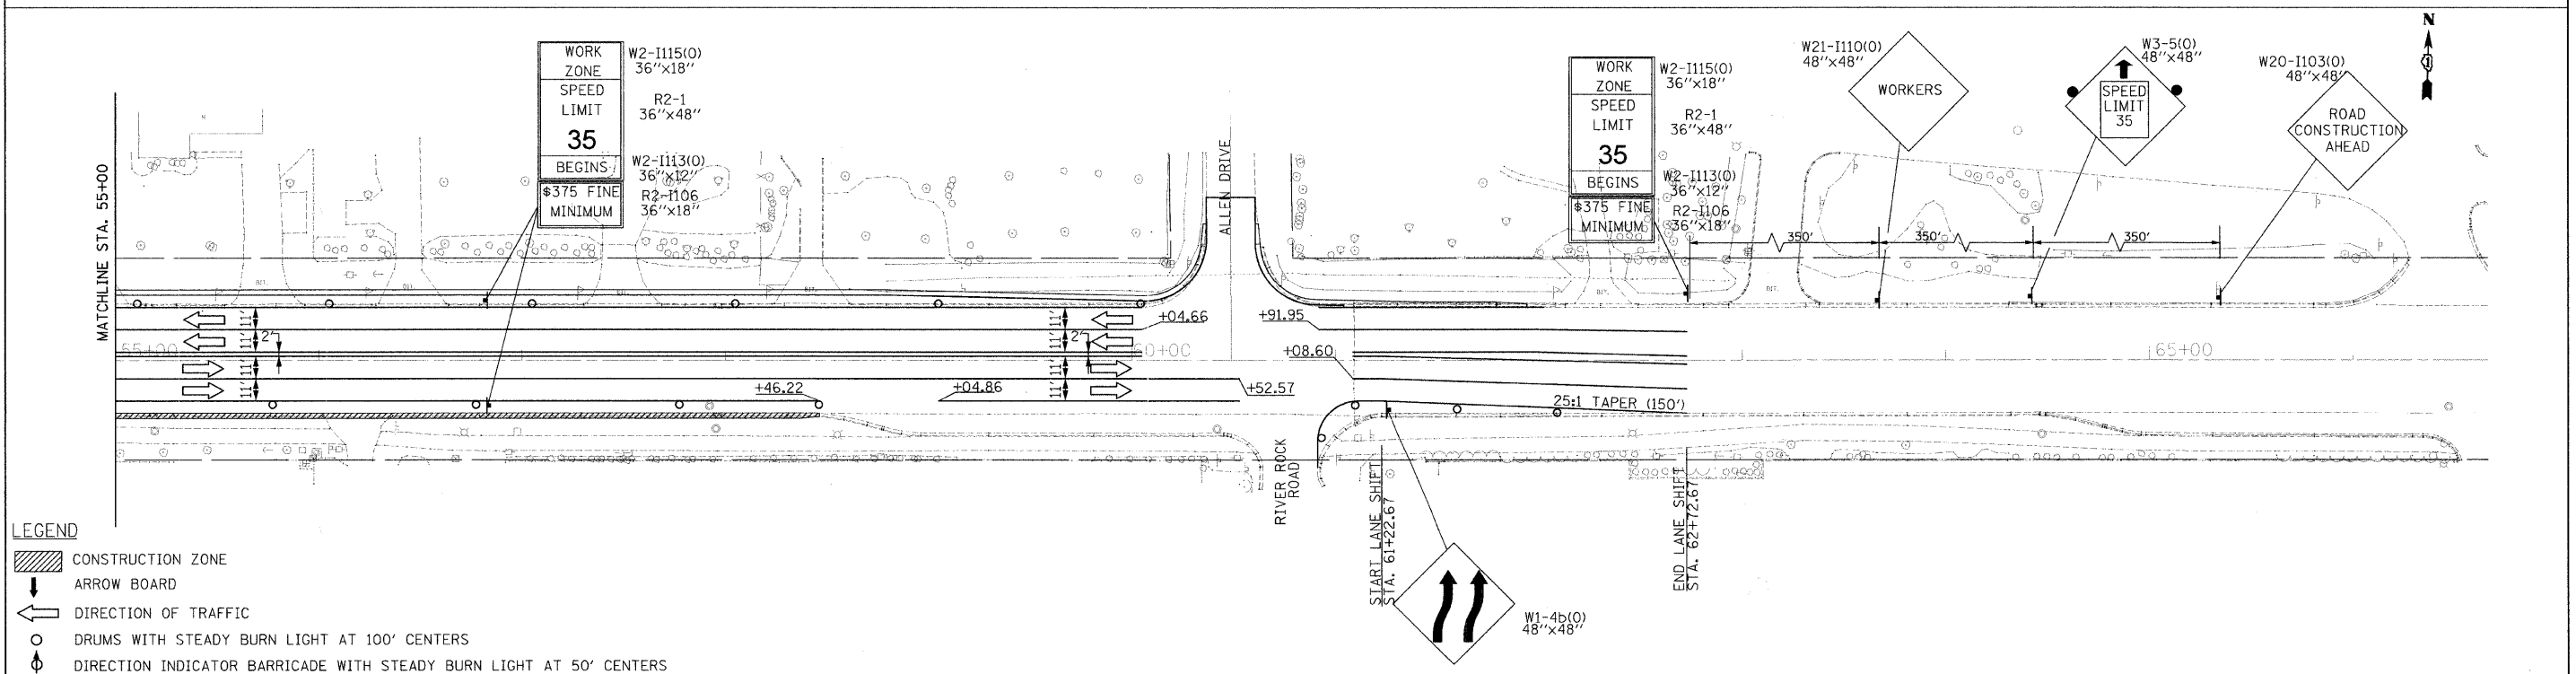 WORK
ZONE
SPEED
LIMIT
35
BEGINS
$375 FINE
MINIMUM
W2-I115(O)
36"x18"
R2-1
36"x48"
W2-I113(O)
36"x12"
R2-I106
36"x18"
WORK
ZONE
SPEED
LIMIT
35
BEGINS
$375 FINE
MINIMUM
W2-I115(O)
36"x18"
R2-1
36"x48"
W2-I113(O)
36"x12"
R2-I106
36"x18"
W21-I110(O)
48"x48"
WORKERS
W3-5(O)
48"x48"
SPEED
LIMIT
35
W20-I103(O)
48"x48"
ROAD
CONSTRUCTION
AHEAD
N
MATCHLINE STA. 55+00
ALLEN DRIVE
350'
350'
350'
BIT.
BIT.
BIT.
BIT.
BIT.
BIT.
11'
11'
11'
11'
2'
11'
11'
11'
11'
2'
+04.66
+91.95
55+00
60+00
+08.60
65+00
+46.22
+04.86
+52.57
25:1 TAPER (150')
RIVER ROCK
ROAD
START LANE SHIFT
STA. 61+22.67
END LANE SHIFT
STA. 62+72.67
W1-4b(O)
48"x48"
LEGEND
CONSTRUCTION ZONE
ARROW BOARD
DIRECTION OF TRAFFIC
DRUMS WITH STEADY BURN LIGHT AT 100' CENTERS
DIRECTION INDICATOR BARRICADE WITH STEADY BURN LIGHT AT 50' CENTERS